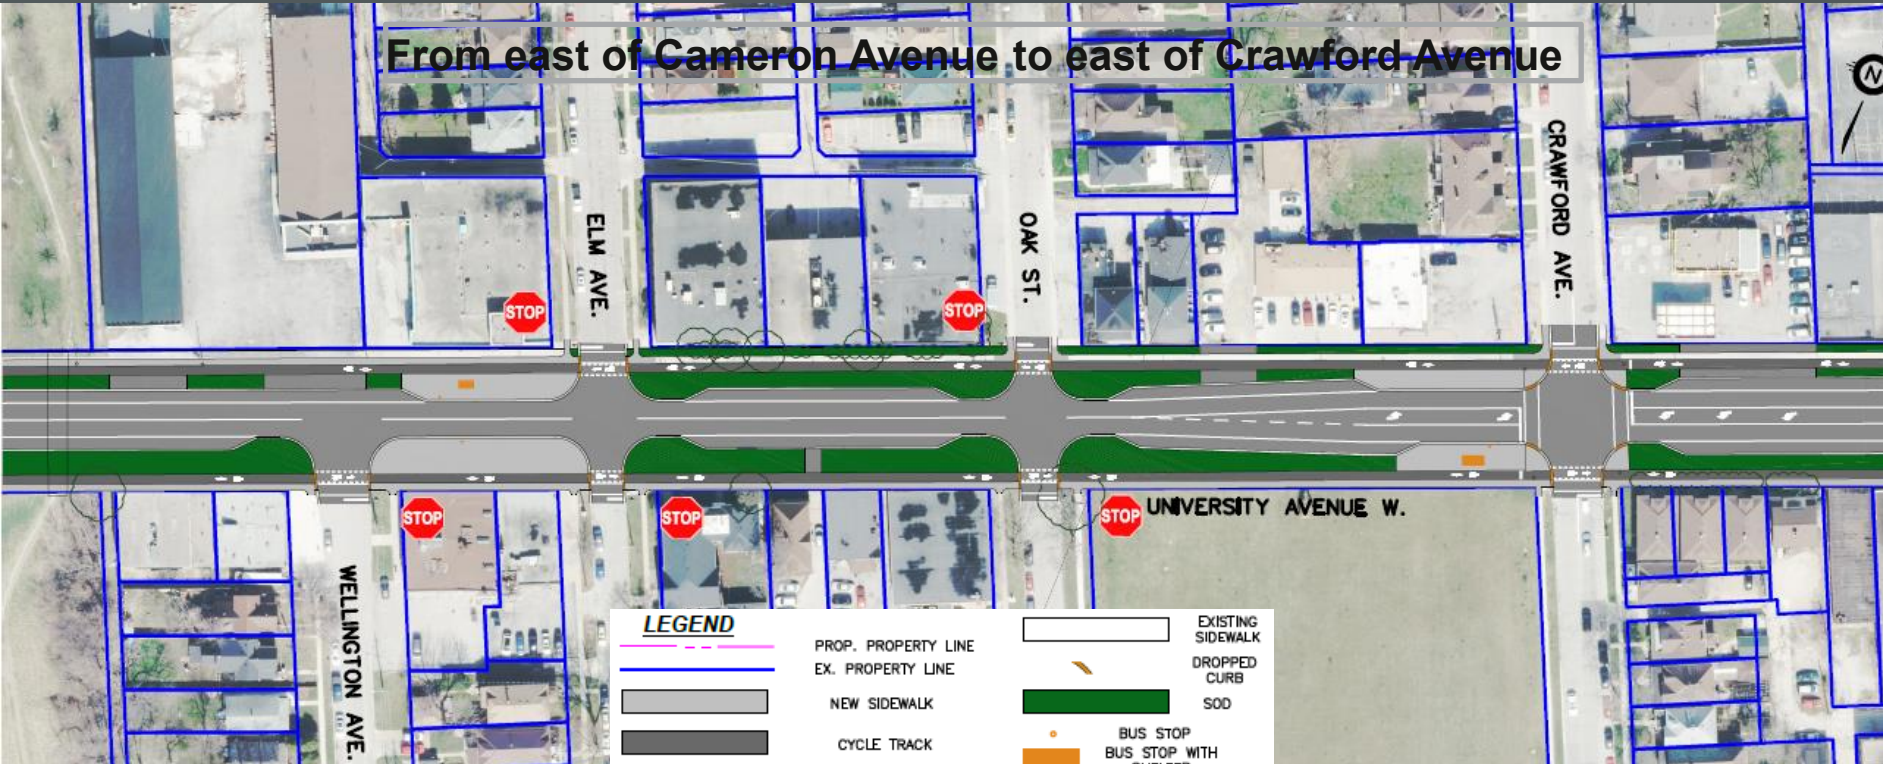 From east of Cameron Avenue to east of Crawford Avenue
N
ELM AVE.
OAK ST.
CRAWFORD AVE.
STOP
STOP
STOP
STOP
STOP
UNIVERSITY AVENUE W.
WELLINGTON AVE.
LEGEND
PROP. PROPERTY LINE
EX. PROPERTY LINE
NEW SIDEWALK
CYCLE TRACK
EXISTING
SIDEWALK
DROPPED
CURB
SOD
BUS STOP
BUS STOP WITH